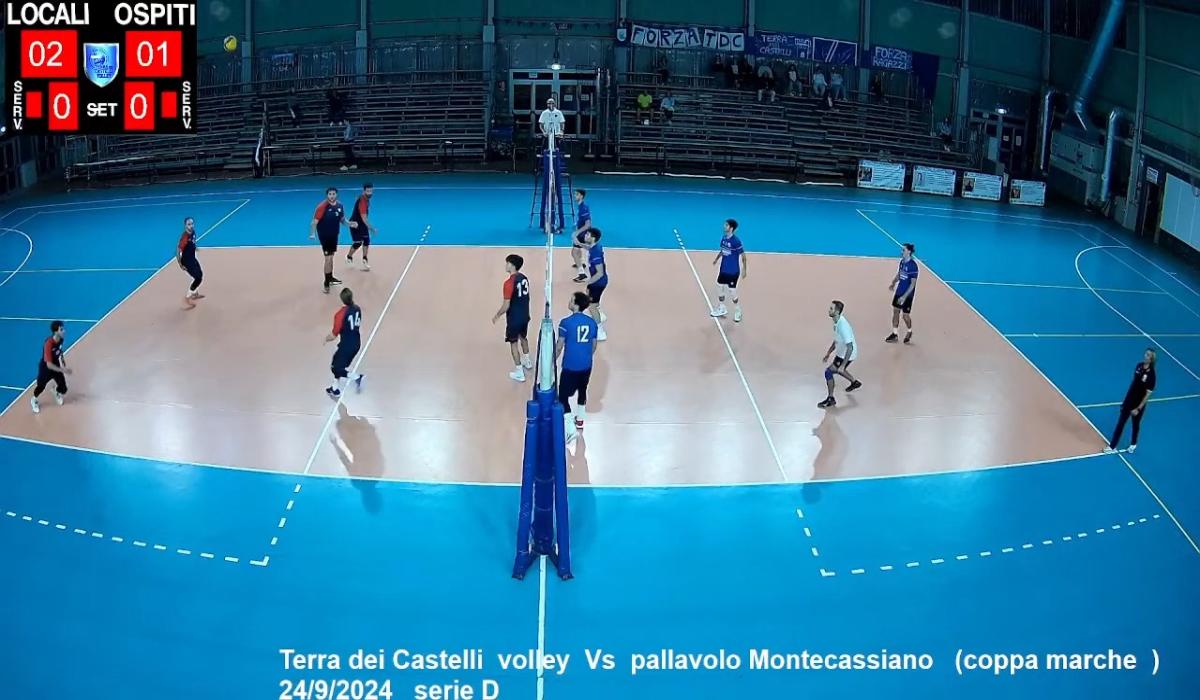 LOCALI OSPITI
02 01
SERV. 0 SET 0 SERV.
FORZA TDC
TERRA
CASTELLI
FORZA
RAGAZZI
13
14
12
Terra dei Castelli volley Vs pallavolo Montecassiano (coppa marche )
24/9/2024 serie D